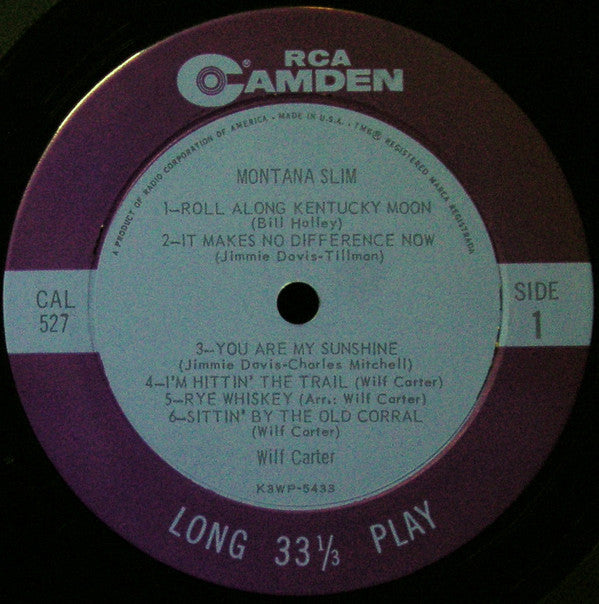 RCA
CAMDEN®
A PRODUCT OF RADIO CORPORATION OF AMERICA • MADE IN U.S.A. • TMK® REGISTERED MARCA REGISTRADA
MONTANA SLIM
1—ROLL ALONG KENTUCKY MOON
(Bill Halley)
2—IT MAKES NO DIFFERENCE NOW
(Jimmie Davis-Tillman)
CAL
527
SIDE
1
3—YOU ARE MY SUNSHINE
(Jimmie Davis-Charles Mitchell)
4—I'M HITTIN' THE TRAIL (Wilf Carter)
5—RYE WHISKEY (Arr.: Wilf Carter)
6—SITTIN' BY THE OLD CORRAL
(Wilf Carter)
Wilf Carter
K3WP-5433
LONG 33⅓ PLAY